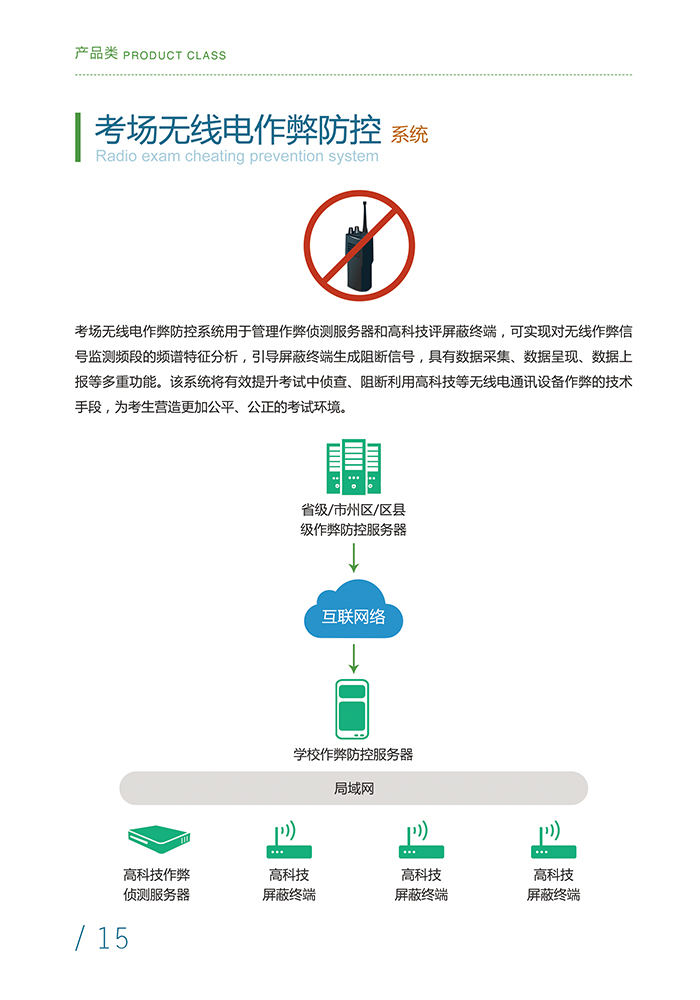 产品类 PRODUCT CLASS
考场无线电作弊防控 系统
Radio exam cheating prevention system
考场无线电作弊防控系统用于管理作弊侦测服务器和高科技评屏蔽终端，可实现对无线作弊信
号监测频段的频谱特征分析，引导屏蔽终端生成阻断信号，具有数据采集、数据呈现、数据上
报等多重功能。该系统将有效提升考试中侦查、阻断利用高科技等无线电通讯设备作弊的技术
手段，为考生营造更加公平、公正的考试环境。
省级/市州区/区县
级作弊防控服务器
互联网络
学校作弊防控服务器
局域网
高科技作弊
侦测服务器
高科技
屏蔽终端
高科技
屏蔽终端
高科技
屏蔽终端
/ 15